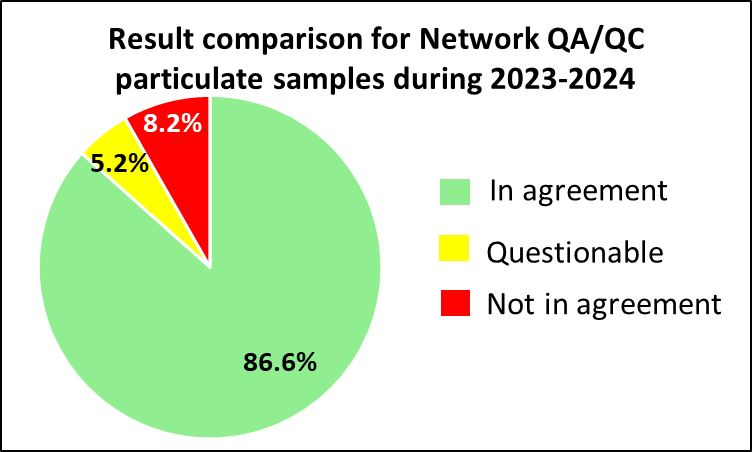 Result comparison for Network QA/QC
particulate samples during 2023-2024
8.2%
5.2%
86.6%
In agreement
Questionable
Not in agreement